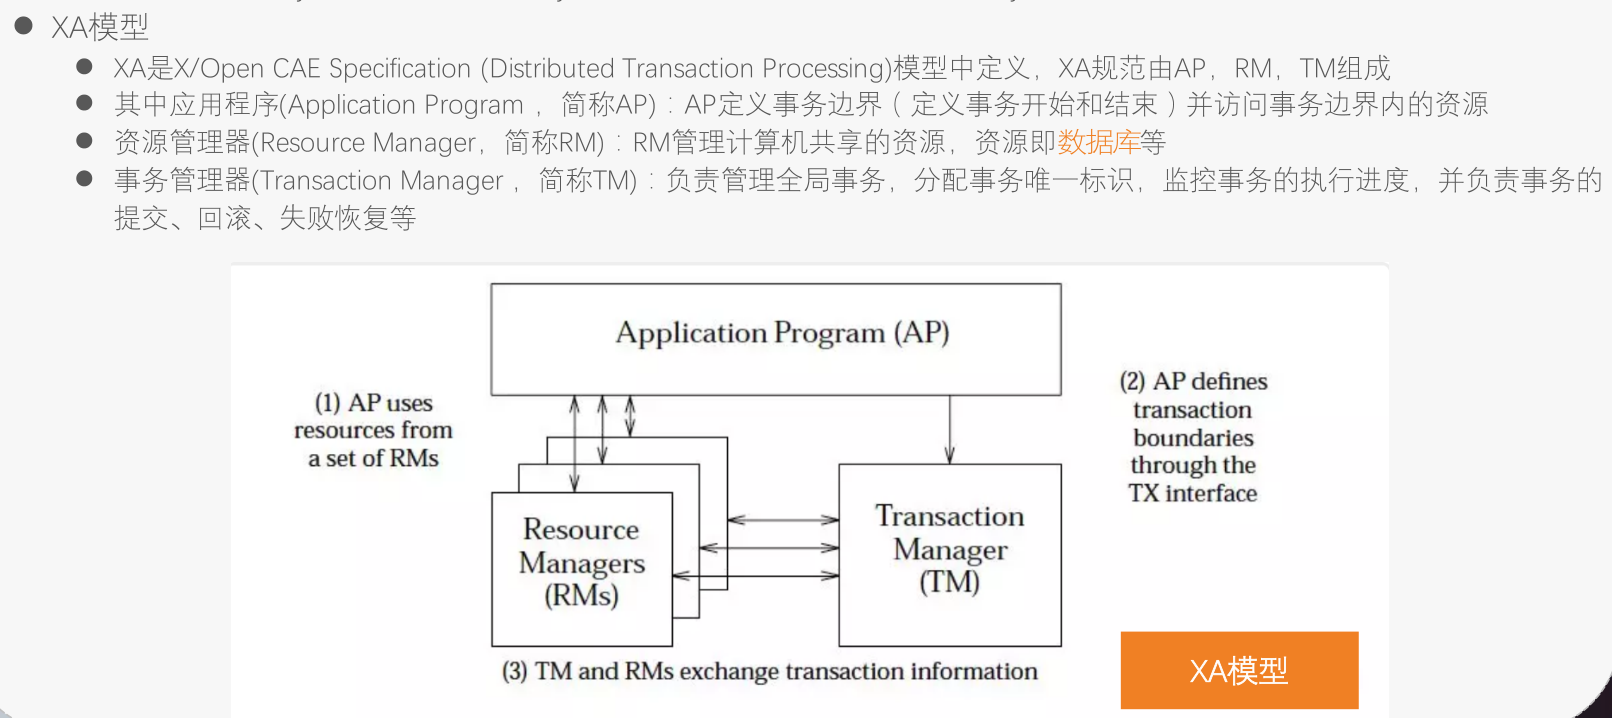 XA模型
XA是X/Open CAE Specification (Distributed Transaction Processing)模型中定义，XA规范由AP，RM，TM组成
其中应用程序(Application Program ，简称AP)：AP定义事务边界（定义事务开始和结束）并访问事务边界内的资源
资源管理器(Resource Manager，简称RM)：RM管理计算机共享的资源，资源即数据库等
事务管理器(Transaction Manager ，简称TM)：负责管理全局事务，分配事务唯一标识，监控事务的执行进度，并负责事务的
提交、回滚、失败恢复等
Application Program (AP)
(1) AP uses
resources from
a set of RMs
(2) AP defines
transaction
boundaries
through the
TX interface
Resource
Managers
(RMs)
Transaction
Manager
(TM)
(3) TM and RMs exchange transaction information
XA模型